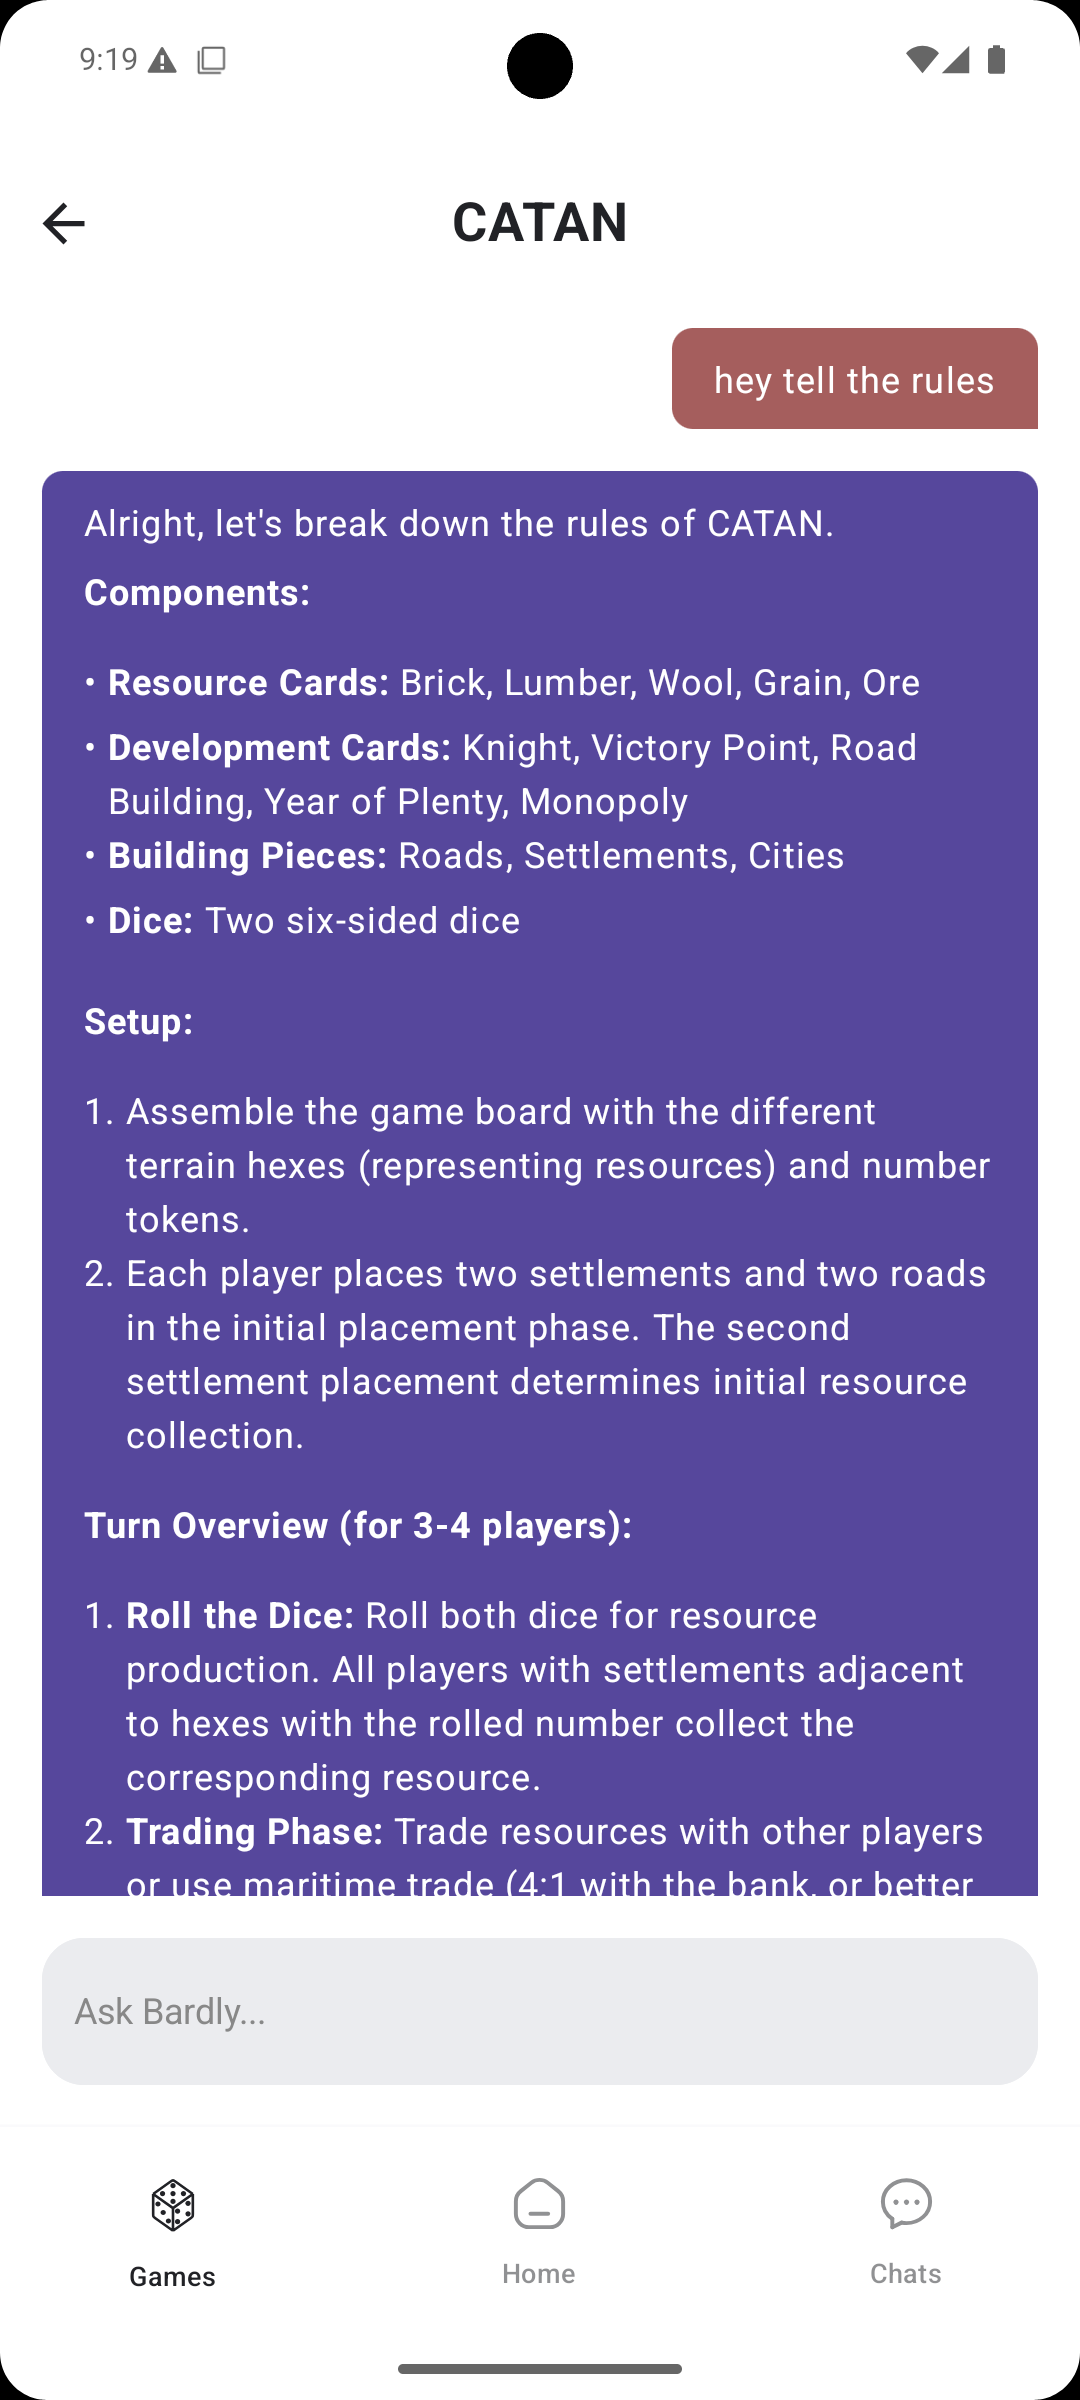 9:19
CATAN
hey tell the rules
Alright, let's break down the rules of CATAN.
Components:
• Resource Cards: Brick, Lumber, Wool, Grain, Ore
• Development Cards: Knight, Victory Point, Road
Building, Year of Plenty, Monopoly
• Building Pieces: Roads, Settlements, Cities
• Dice: Two six-sided dice
Setup:
1. Assemble the game board with the different
terrain hexes (representing resources) and number
tokens.
2. Each player places two settlements and two roads
in the initial placement phase. The second
settlement placement determines initial resource
collection.
Turn Overview (for 3-4 players):
1. Roll the Dice: Roll both dice for resource
production. All players with settlements adjacent
to hexes with the rolled number collect the
corresponding resource.
2. Trading Phase: Trade resources with other players
or use maritime trade (4:1 with the bank, or better
Ask Bardly...
Games
Home
Chats